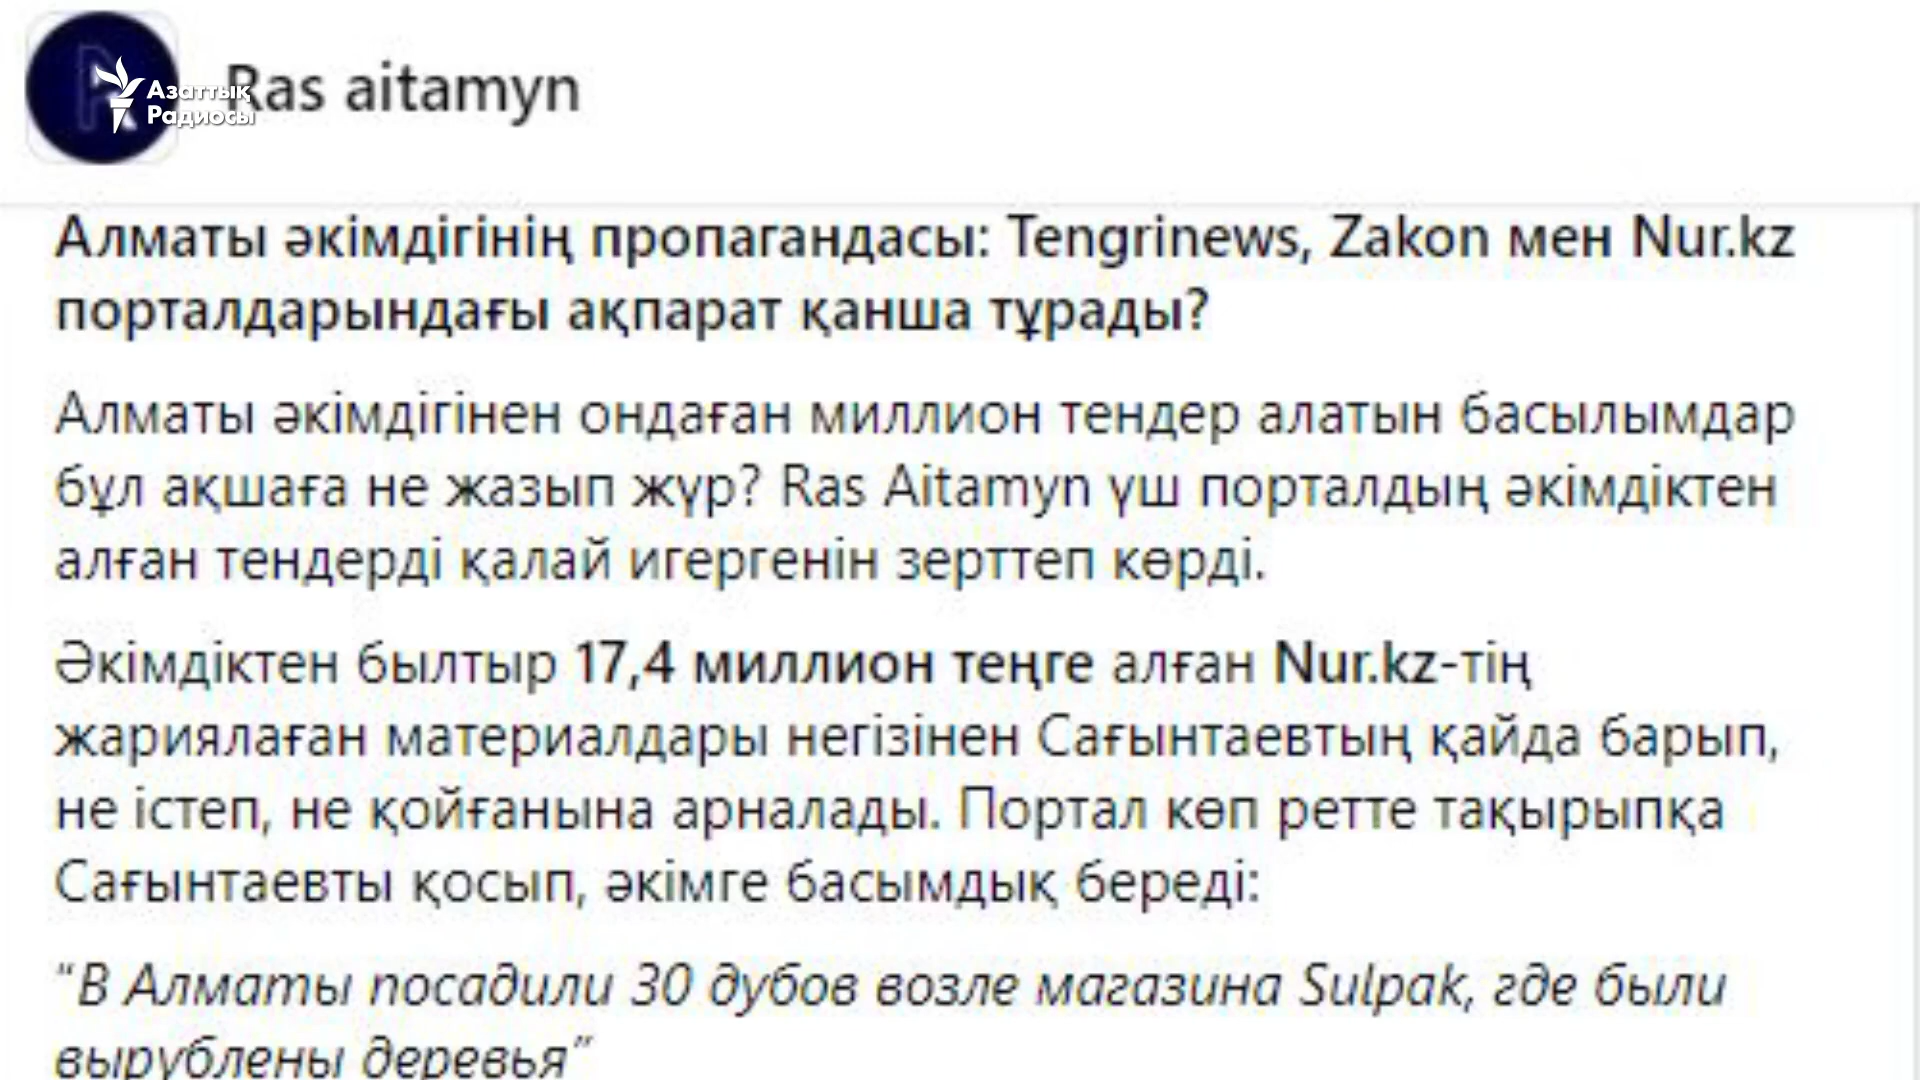 Азаттық
Радиосы
Ras aitamyn
Алматы әкімдігінің пропагандасы: Tengrinews, Zakon мен Nur.kz
порталдарындағы ақпарат қанша тұрады?
Алматы әкімдігінен ондаған миллион тендер алатын басылымдар
бұл ақшаға не жазып жүр? Ras Aitamyn үш порталдың әкімдіктен
алған тендерді қалай игергенін зерттеп көрді.
Әкімдіктен былтыр 17,4 миллион теңге алған Nur.kz-тің
жариялаған материалдары негізінен Сағынтаевтың қайда барып,
не істеп, не қойғанына арналады. Портал көп ретте тақырыпқа
Сағынтаевты қосып, әкімге басымдық береді:
“В Алматы посадили 30 дубов возле магазина Sulpak, где были
вырублены деревья”